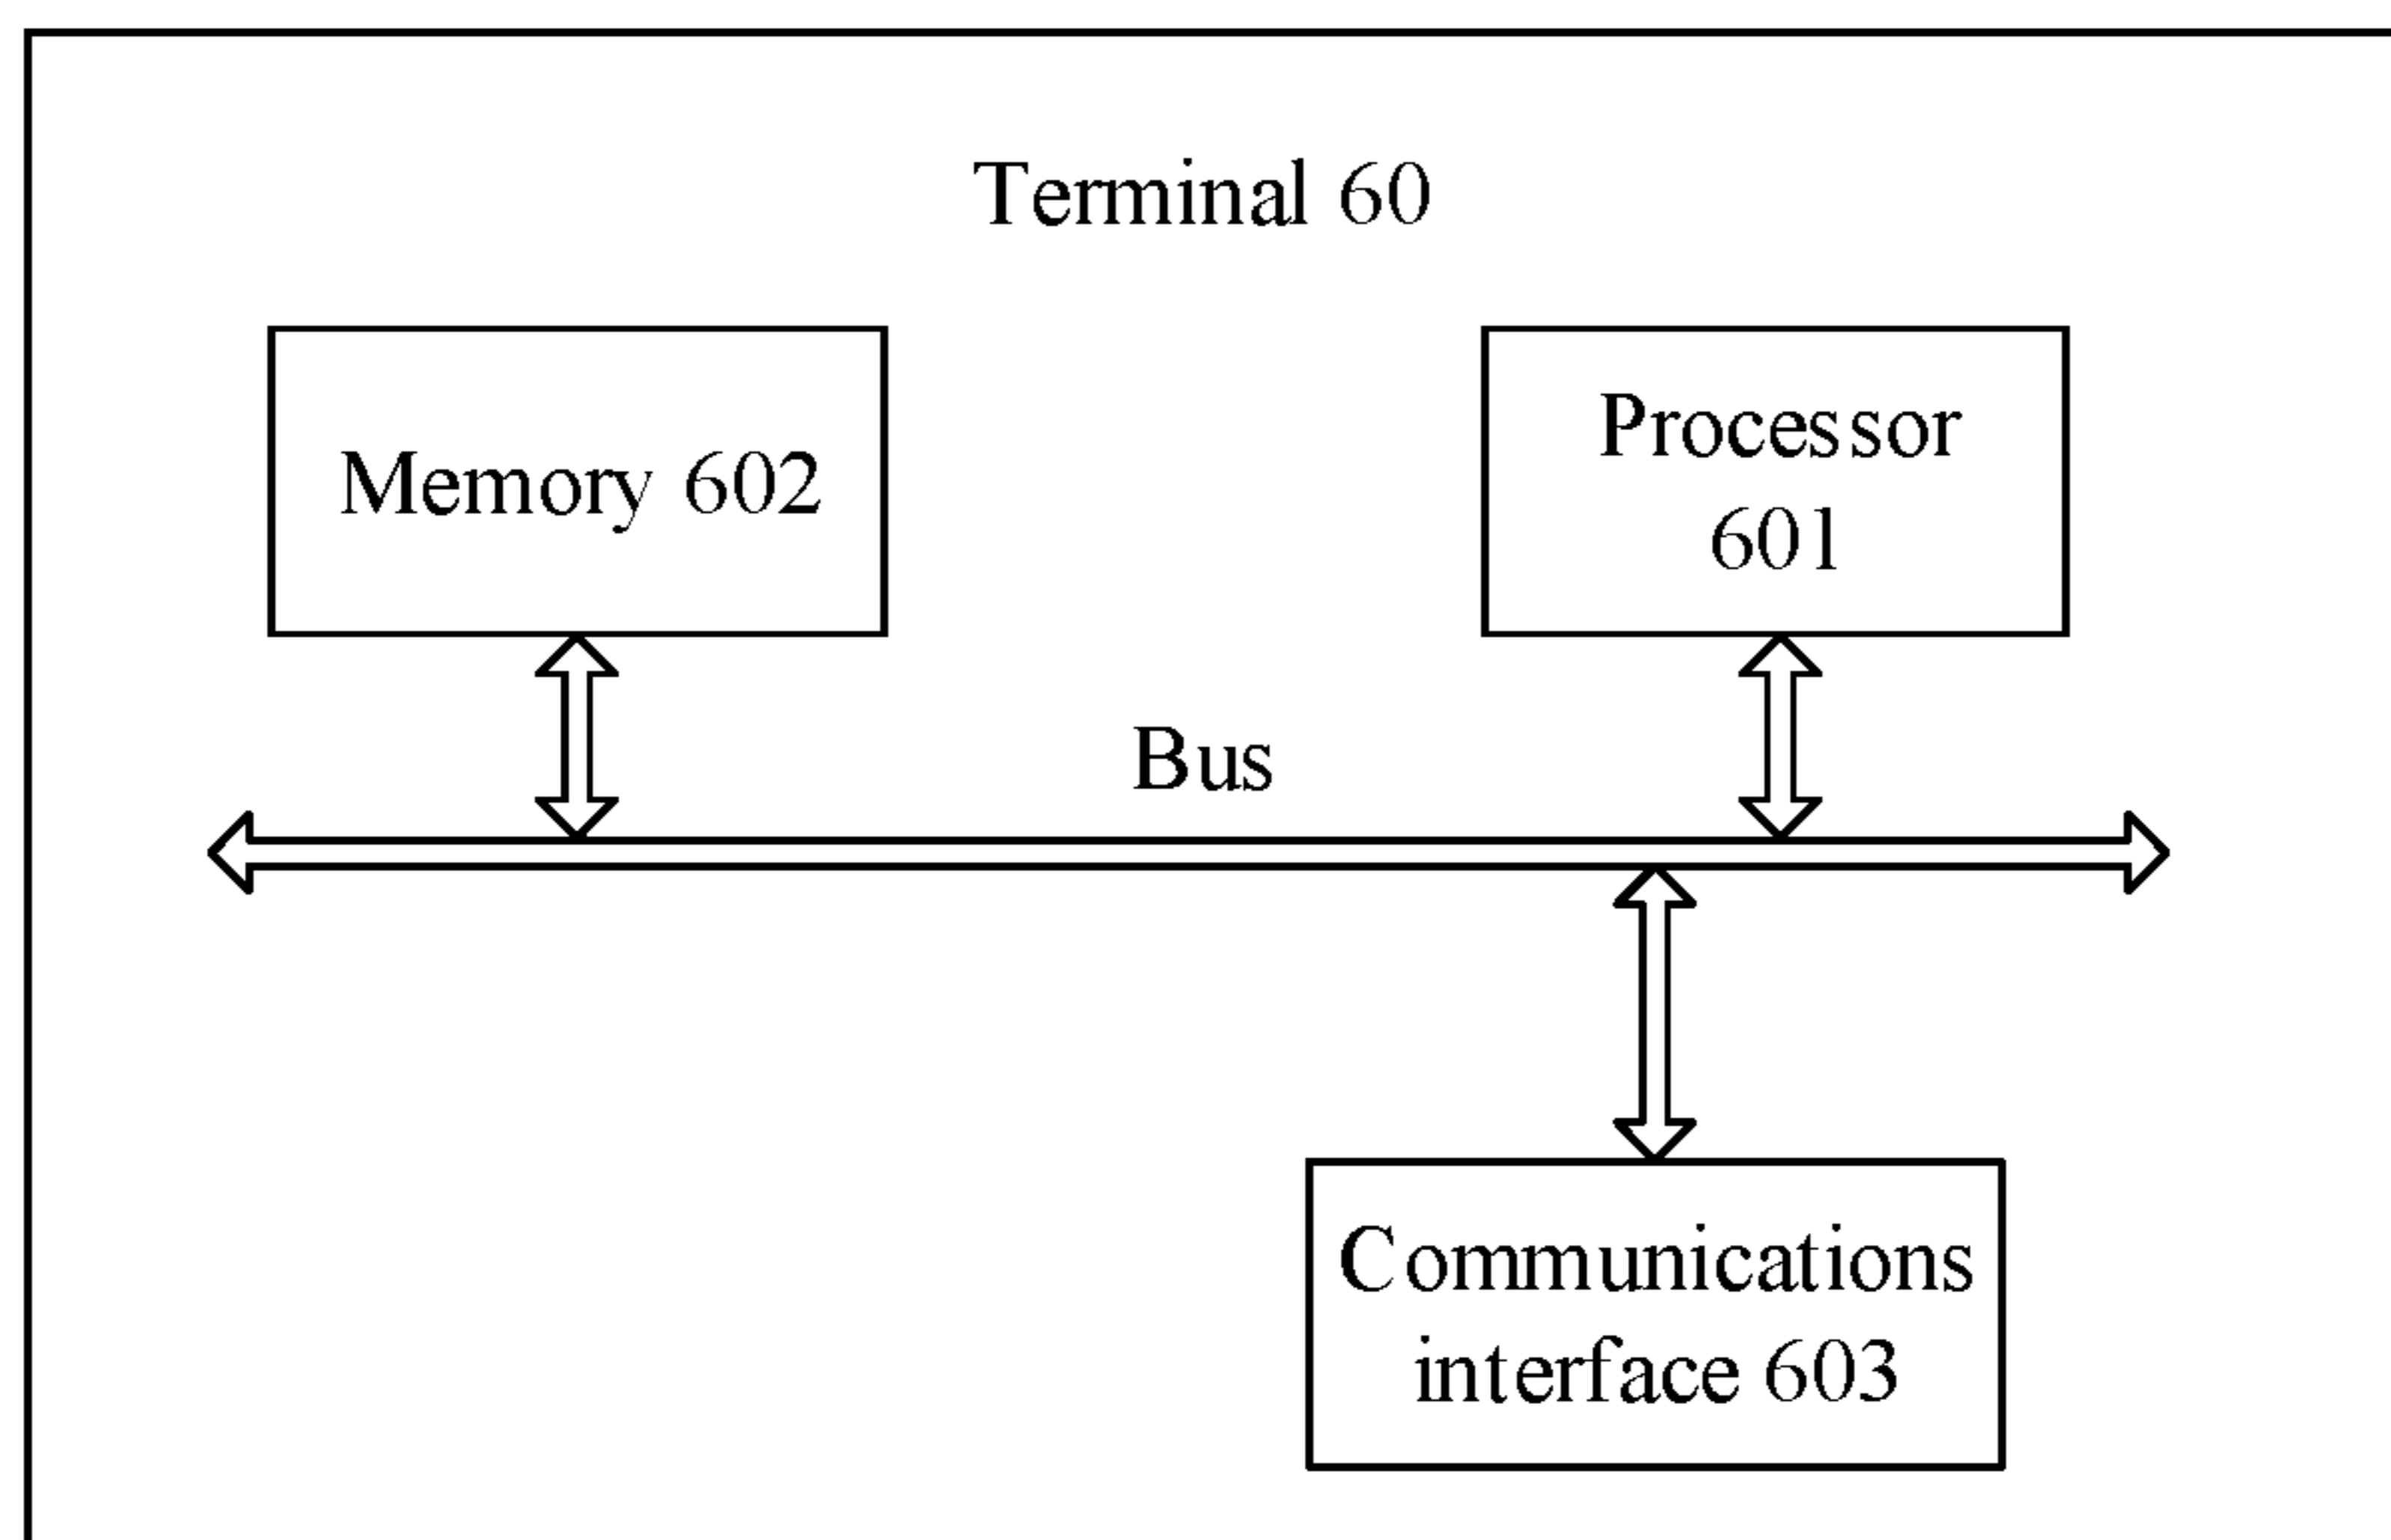 Terminal 60
Memory 602
Processor
601
Bus
Communications
interface 603